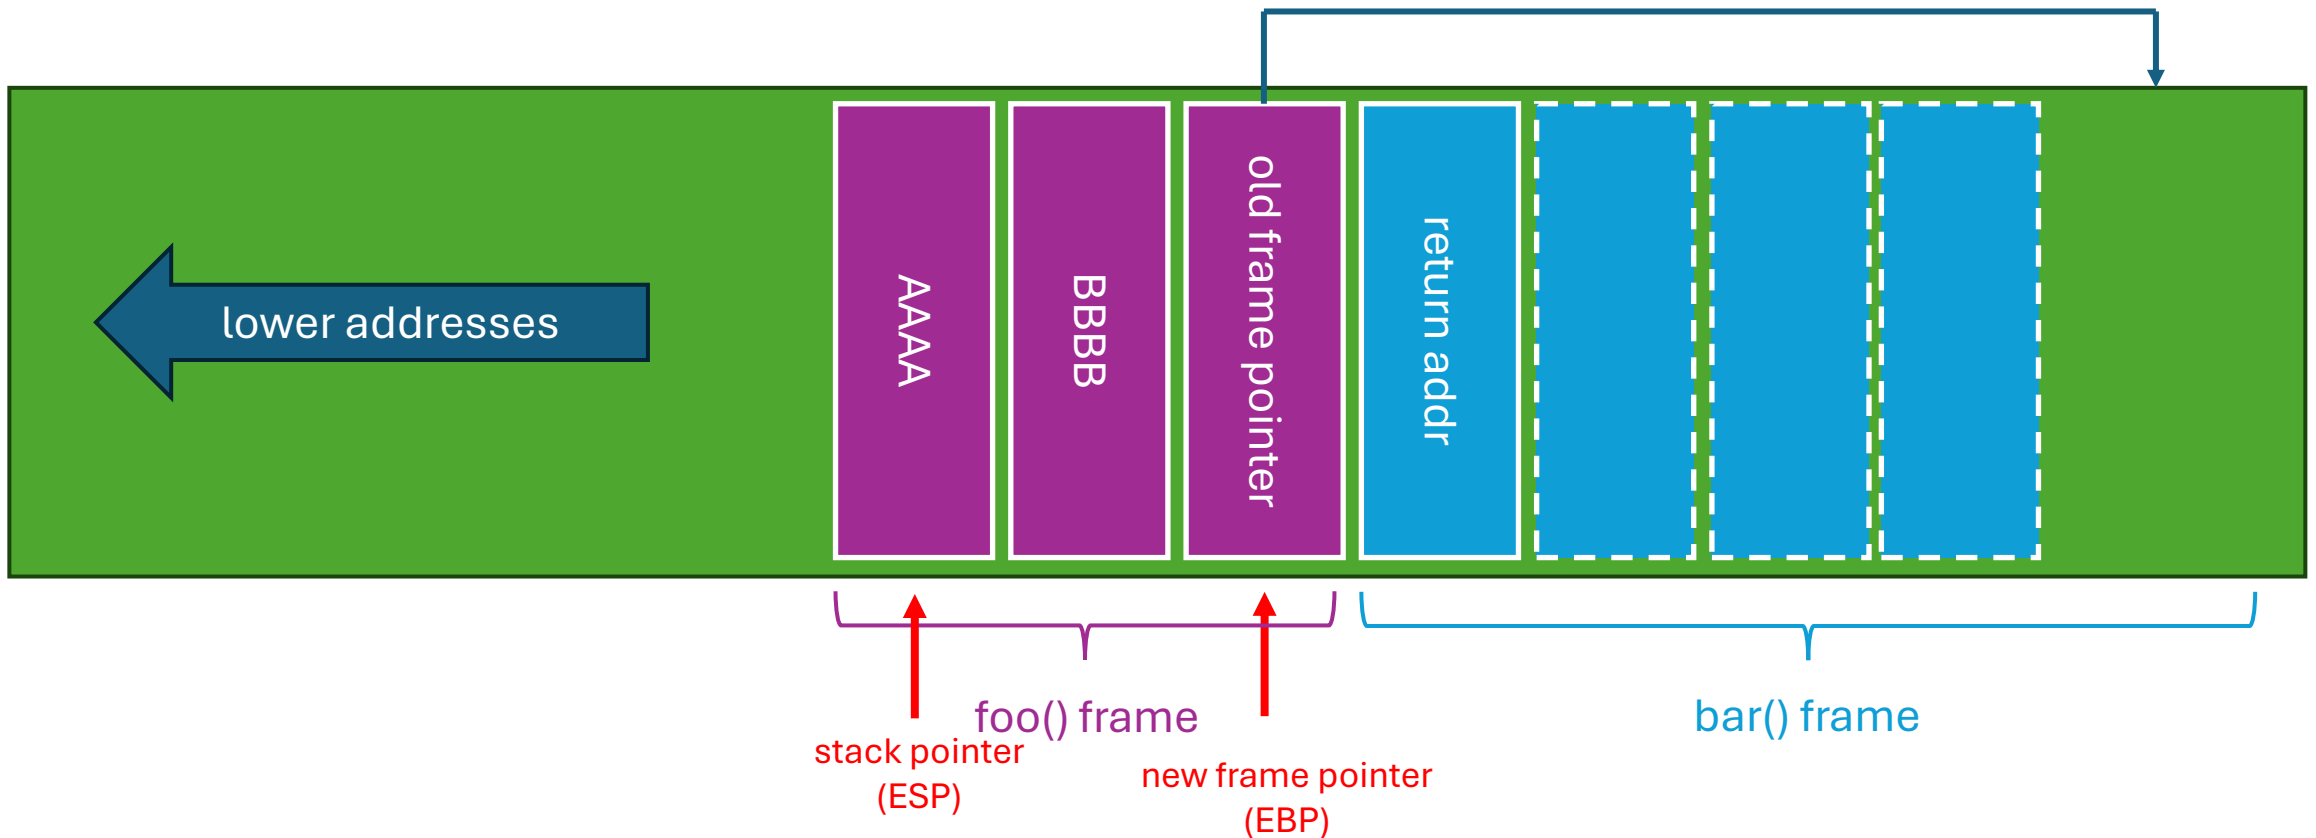 lower addresses
AAAA
BBBB
old frame pointer
return addr
foo() frame
bar() frame
stack pointer
(ESP)
new frame pointer
(EBP)